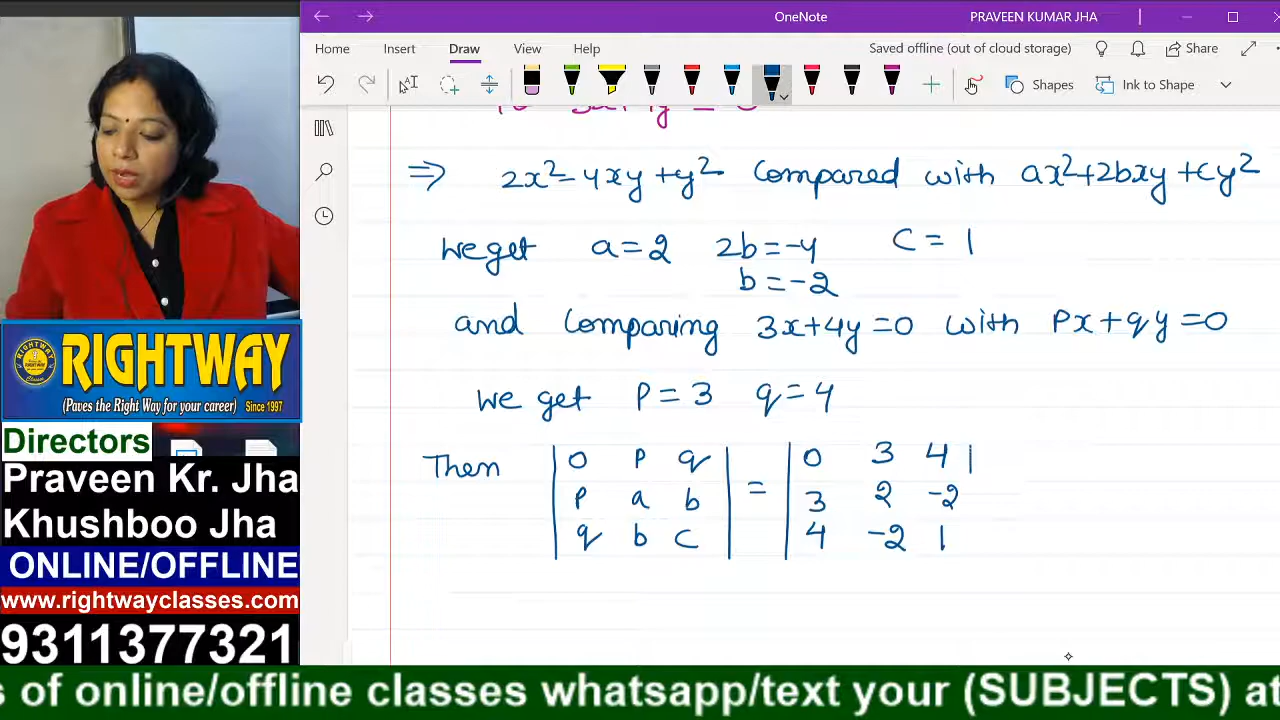 OneNote
PRAVEEN KUMAR JHA
Home Insert Draw View Help
Saved offline (out of cloud storage)
Share
Shapes
Ink to Shape
⇒ 2x²-4xy+y² compared with ax²+2bxy+cy²
we get a=2 2b=-4 c=1
b=-2
and comparing 3x+4y=0 with px+qy=0
we get p=3 q=4
Then | 0 p q | = | 0 3 4 |
| p a b | | 3 2 -2
| q b c | | 4 -2 1
RIGHTWAY
(Paves the Right Way for your career) Since 1997
Directors
Praveen Kr. Jha
Khushboo Jha
ONLINE/OFFLINE
www.rightwayclasses.com
9311377321
s of online/offline classes whatsapp/text your (SUBJECTS) at